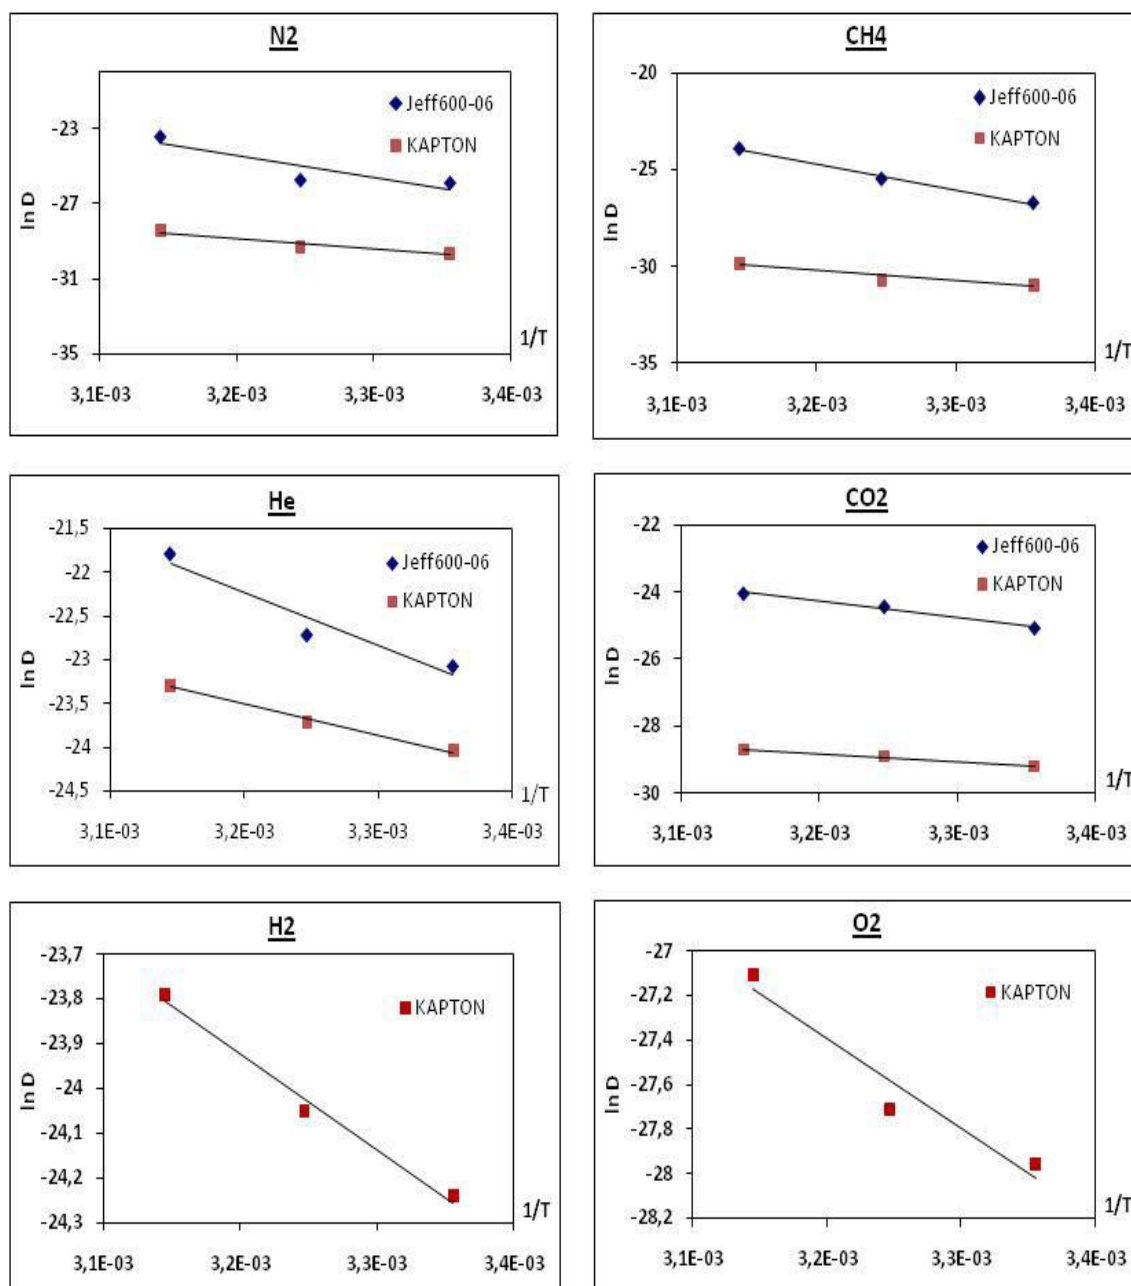 N2
Jeff600-06
KAPTON
-23
-27
-31
-35
ln D
1/T
3,1E-03 3,2E-03 3,3E-03 3,4E-03
CH4
-20
Jeff600-06
KAPTON
-25
-30
-35
ln D
1/T
3,1E-03 3,2E-03 3,3E-03 3,4E-03
He
-21,5
Jeff600-06
KAPTON
-22
-22,5
-23
-23,5
-24
-24,5
ln D
1/T
3,1E-03 3,2E-03 3,3E-03 3,4E-03
CO2
-22
Jeff600-06
KAPTON
-24
-26
-28
-30
ln D
1/T
3,1E-03 3,2E-03 3,3E-03 3,4E-03
H2
-23,7
KAPTON
-23,8
-23,9
-24
-24,1
-24,2
-24,3
ln D
1/T
3,1E-03 3,2E-03 3,3E-03 3,4E-03
O2
-27
KAPTON
-27,2
-27,4
-27,6
-27,8
-28
-28,2
ln D
1/T
3,1E-03 3,2E-03 3,3E-03 3,4E-03